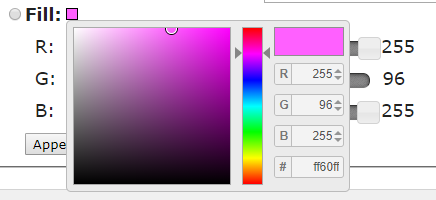 Fill:
R: 255
G: 96
B: 255
R 255
G 96
B 255
# ff60ff
Appe